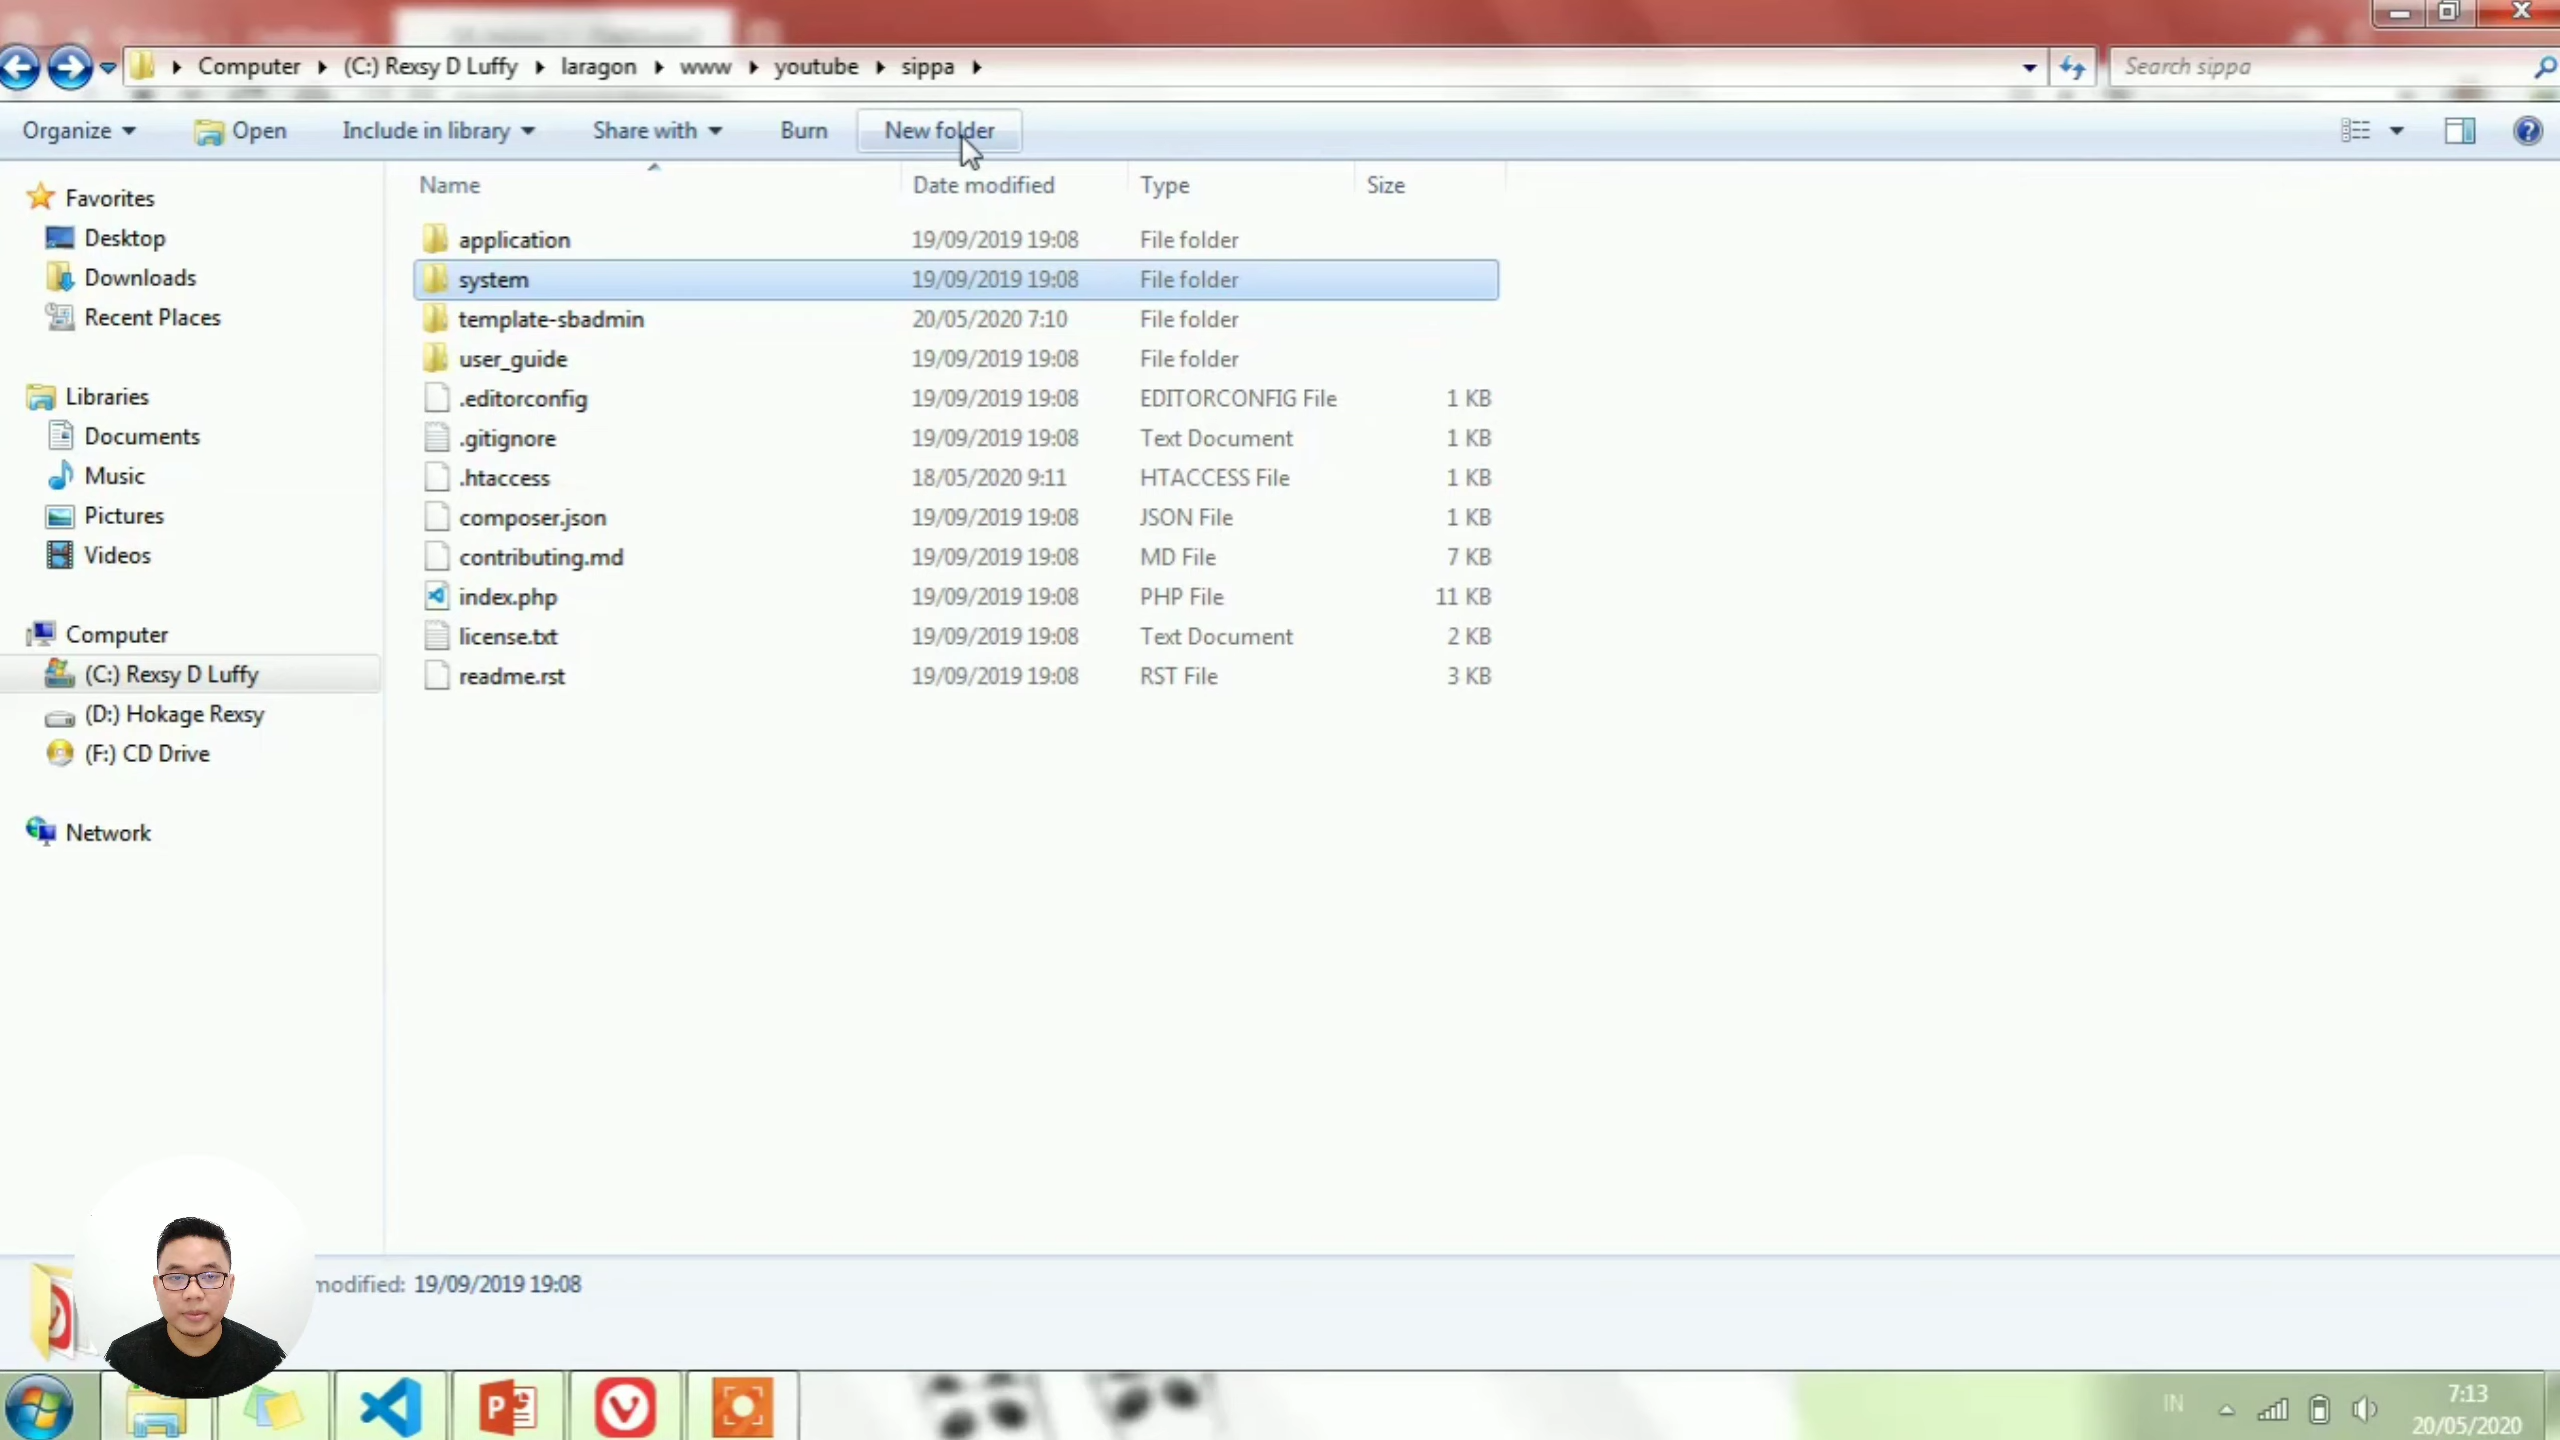 Computer (C:) Rexsy D Luffy laragon www youtube sippa
Search sippa
Organize Open Include in library Share with Burn New folder
Name Date modified Type Size
Favorites
Desktop
Downloads
Recent Places
Libraries
Documents
Music
Pictures
Videos
Computer
(C:) Rexsy D Luffy
(D:) Hokage Rexsy
(F:) CD Drive
Network
application 19/09/2019 19:08 File folder
system 19/09/2019 19:08 File folder
template-sbadmin 20/05/2020 7:10 File folder
user_guide 19/09/2019 19:08 File folder
.editorconfig 19/09/2019 19:08 EDITORCONFIG File 1 KB
.gitignore 19/09/2019 19:08 Text Document 1 KB
.htaccess 18/05/2020 9:11 HTACCESS File 1 KB
composer.json 19/09/2019 19:08 JSON File 1 KB
contributing.md 19/09/2019 19:08 MD File 7 KB
index.php 19/09/2019 19:08 PHP File 11 KB
license.txt 19/09/2019 19:08 Text Document 2 KB
readme.rst 19/09/2019 19:08 RST File 3 KB
modified: 19/09/2019 19:08
IN
7:13
20/05/2020